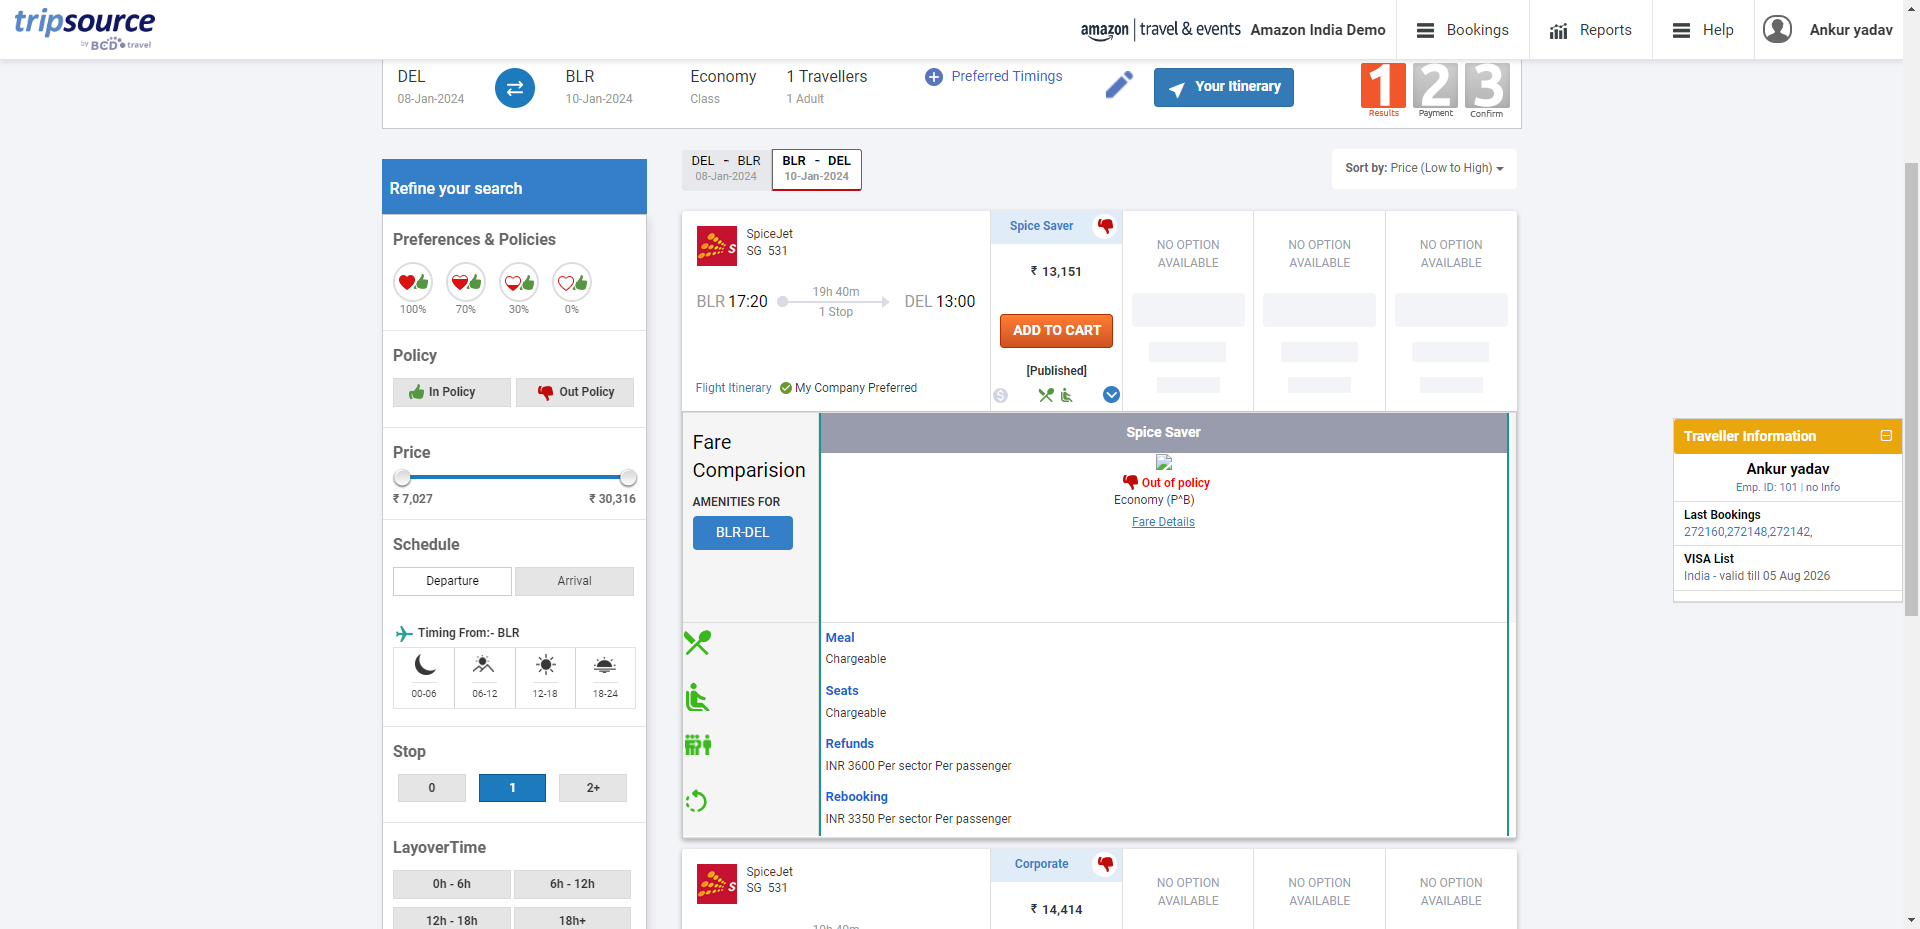 tripsource
by BCD travel
amazon | travel & events Amazon India Demo
Bookings
Reports
Help
Ankur yadav
DEL
08-Jan-2024
BLR
10-Jan-2024
Economy
Class
1 Travellers
1 Adult
Preferred Timings
Your Itinerary
1 2 3
Results Payment Confirm
DEL - BLR
08-Jan-2024
BLR - DEL
10-Jan-2024
Sort by: Price (Low to High)
Refine your search
Preferences & Policies
100% 70% 30% 0%
Policy
In Policy Out Policy
Price
₹ 7,027 ₹ 30,316
Schedule
Departure Arrival
Timing From:- BLR
00-06 06-12 12-18 18-24
Stop
0 1 2+
LayoverTime
0h - 6h 6h - 12h
12h - 18h 18h+
SpiceJet
SG 531
BLR 17:20
19h 40m
1 Stop
DEL 13:00
Flight Itinerary My Company Preferred
Spice Saver
₹ 13,151
ADD TO CART
[Published]
NO OPTION
AVAILABLE
NO OPTION
AVAILABLE
NO OPTION
AVAILABLE
Fare
Comparision
AMENITIES FOR
BLR-DEL
Spice Saver
Out of policy
Economy (P^B)
Fare Details
Meal
Chargeable
Seats
Chargeable
Refunds
INR 3600 Per sector Per passenger
Rebooking
INR 3350 Per sector Per passenger
SpiceJet
SG 531
19h 40m
Corporate
₹ 14,414
NO OPTION
AVAILABLE
NO OPTION
AVAILABLE
NO OPTION
AVAILABLE
Traveller Information
Ankur yadav
Emp. ID: 101 | no Info
Last Bookings
272160,272148,272142,
VISA List
India - valid till 05 Aug 2026